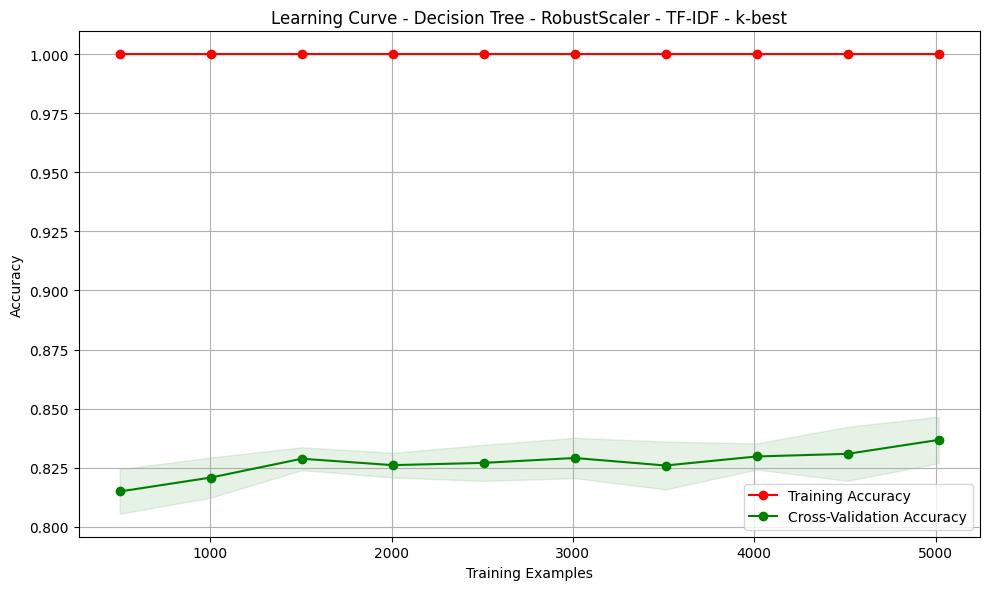 Learning Curve - Decision Tree - RobustScaler - TF-IDF - k-best
Accuracy
1.000
0.975
0.950
0.925
0.900
0.875
0.850
0.825
0.800
Training Accuracy
Cross-Validation Accuracy
1000 2000 3000 4000 5000
Training Examples